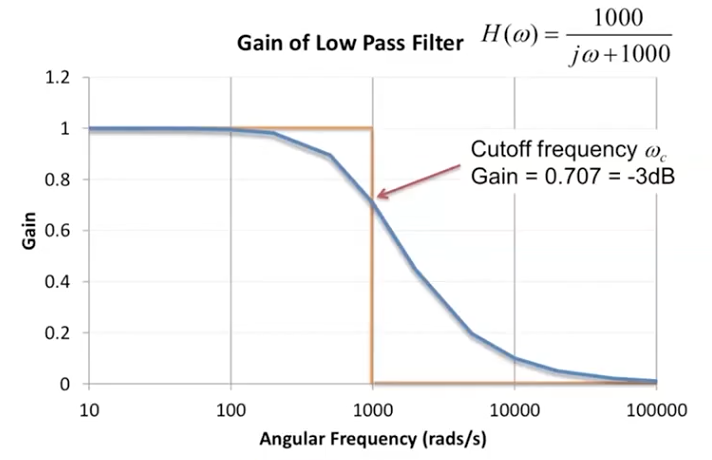 Gain of Low Pass Filter H(ω) = 1000 / (jω + 1000)
1.2
1
0.8
0.6
0.4
0.2
0
Gain
Cutoff frequency ω_c
Gain = 0.707 = -3dB
10 100 1000 10000 100000
Angular Frequency (rads/s)